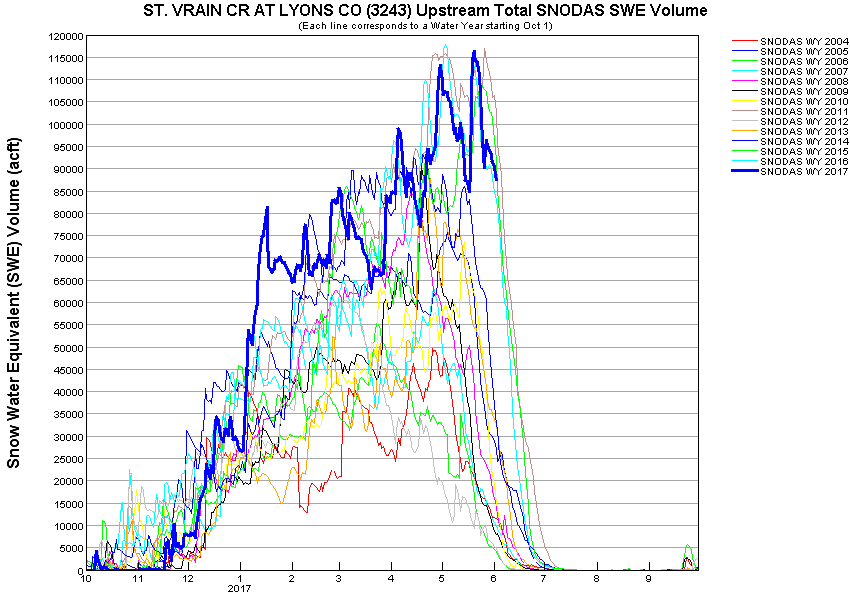 ST. VRAIN CR AT LYONS CO (3243) Upstream Total SNODAS SWE Volume
(Each line corresponds to a Water Year starting Oct 1)
Snow Water Equivalent (SWE) Volume (acft)
120000
115000
110000
105000
100000
95000
90000
85000
80000
75000
70000
65000
60000
55000
50000
45000
40000
35000
30000
25000
20000
15000
10000
5000
0
10 11 12 1 2 3 4 5 6 7 8 9
2017
SNODAS WY 2004
SNODAS WY 2005
SNODAS WY 2006
SNODAS WY 2007
SNODAS WY 2008
SNODAS WY 2009
SNODAS WY 2010
SNODAS WY 2011
SNODAS WY 2012
SNODAS WY 2013
SNODAS WY 2014
SNODAS WY 2015
SNODAS WY 2016
SNODAS WY 2017